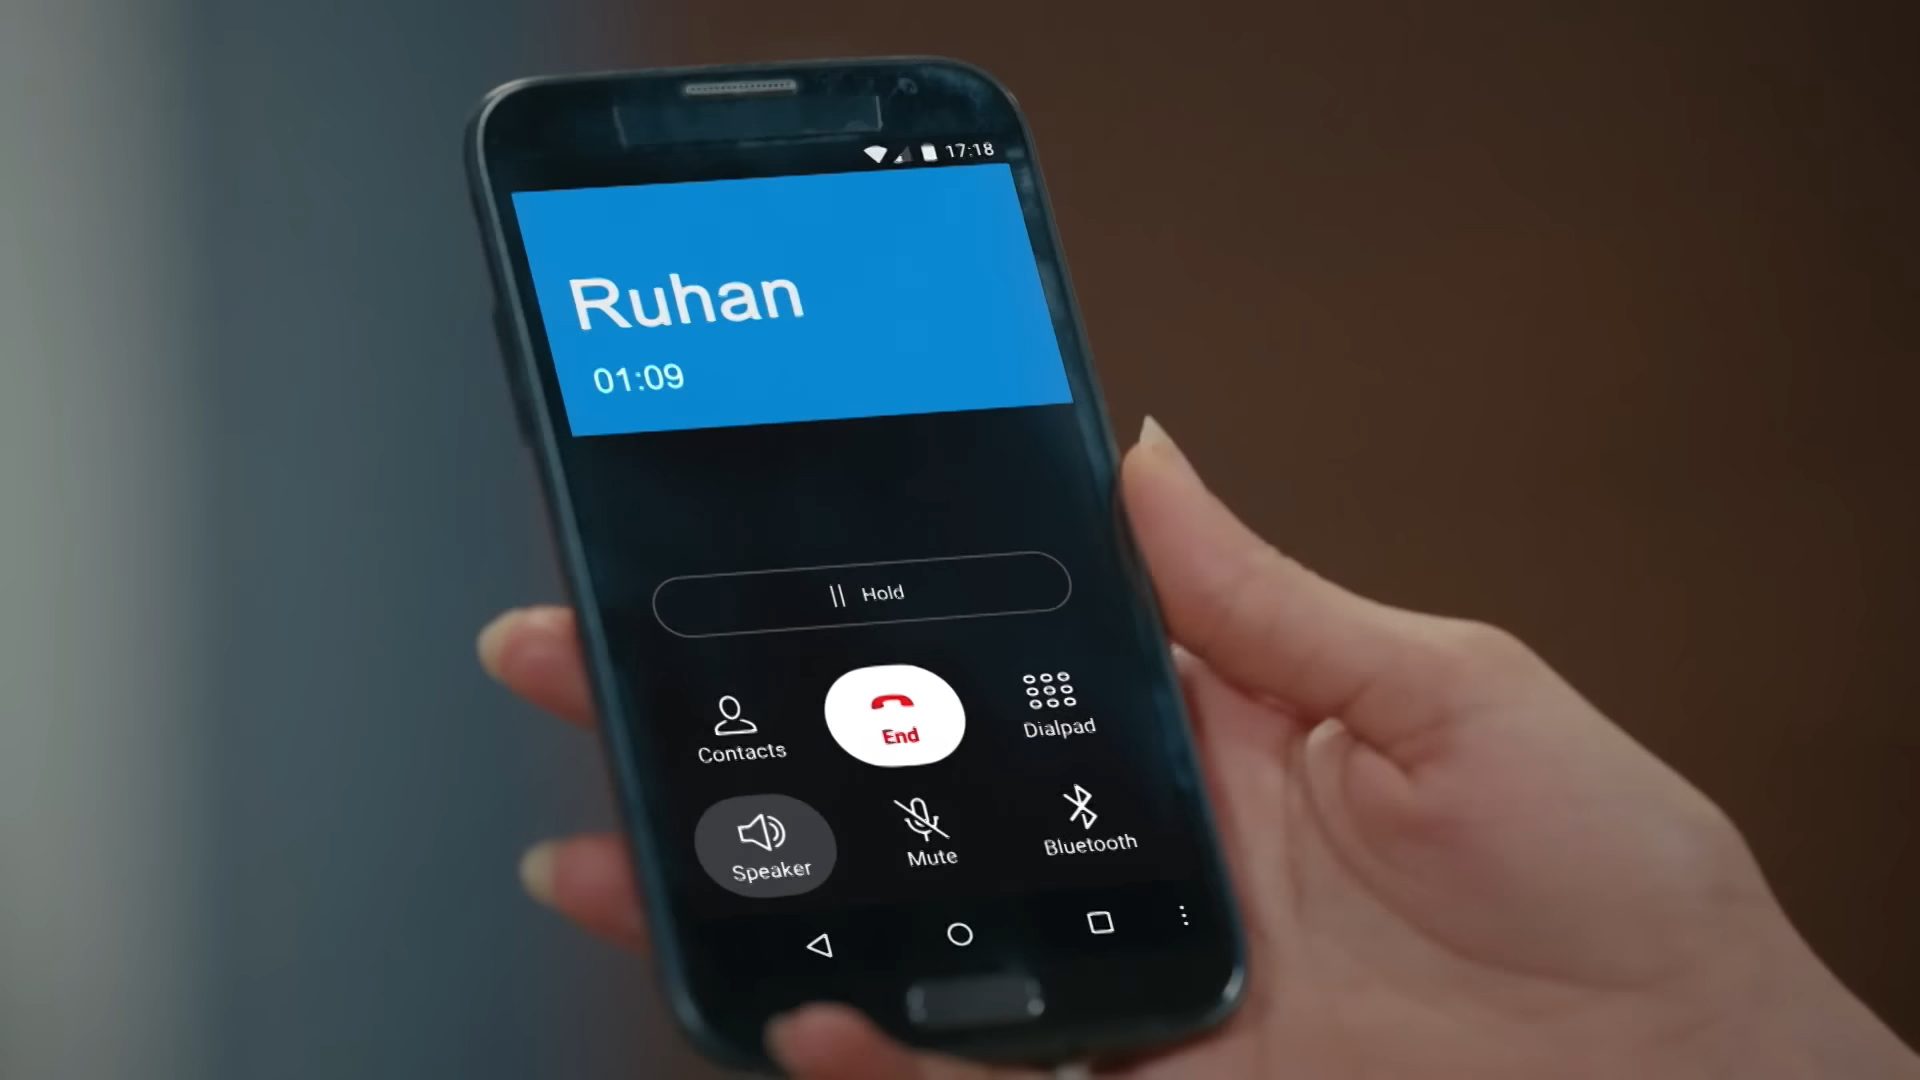 17:18
Ruhan
01:09
Hold
Contacts
End
Dialpad
Speaker
Mute
Bluetooth